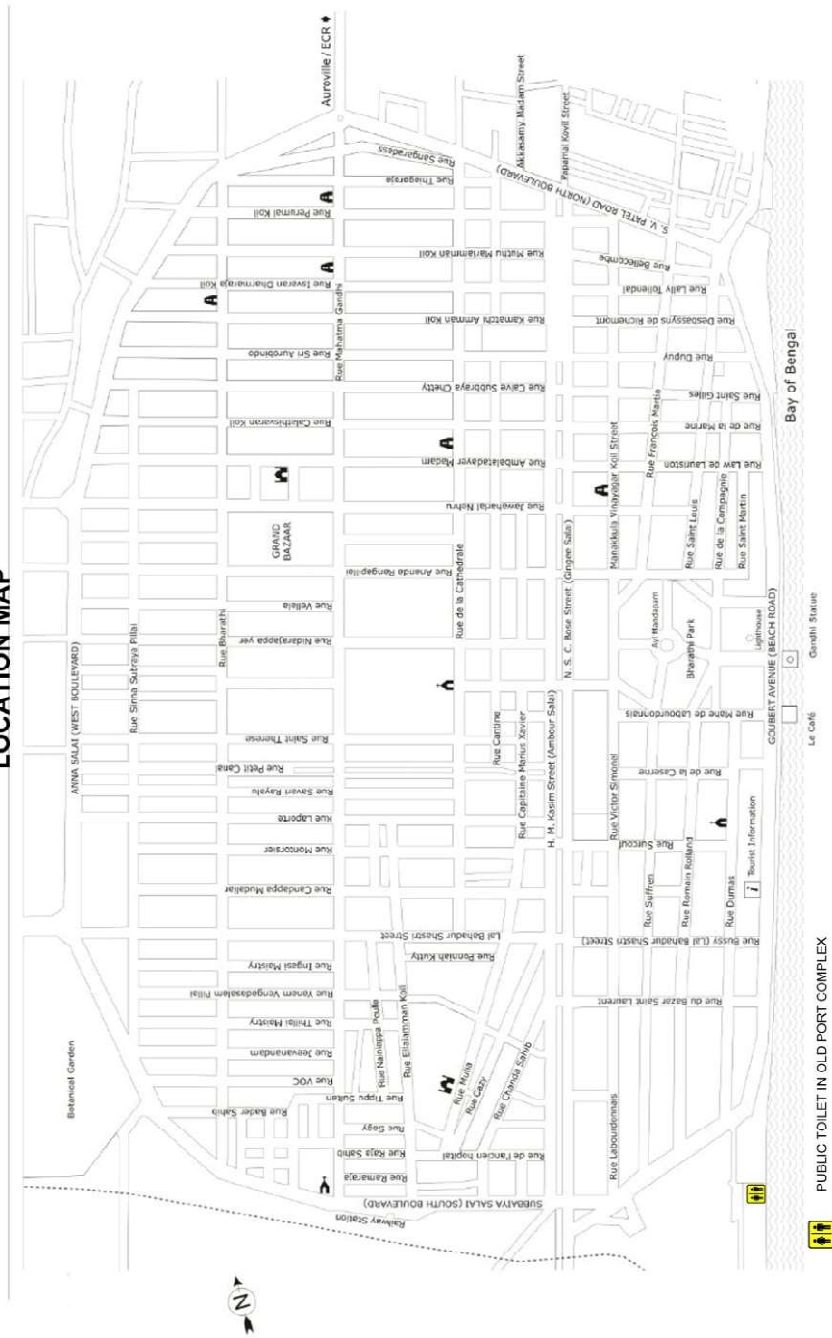 LOCATION MAP
Auroville / ECR
Akkasamy Madam Street
Papamal Kovil Street
Rue Sangaradass
S. V. PATEL ROAD (NORTH BOULEVARD)
Rue Thiagaraja
Rue Perumal Koil
Rue Muthu Mariamman Koil
Rue Bellecombe
Rue Isvaran Dharmaraja Koil
Rue Lally Tollendal
Rue Mahatma Gandhi
Rue Kamatchi Amman Koil
Rue Desbassyns de Richemont
Rue Sri Aurobindo
Rue Dupuy
Rue Calve Subbraya Chetty
Rue Saint Gilles
Bay of Bengal
Rue Calathisvaran Koil
Rue de la Marine
Rue François Martin
Rue Ambalatadayer Madam
Manakkula Vinayagar Koil Street
Rue Law de Lauriston
Rue Jawaharlal Nehru
Rue Saint Louis
Rue de la Campagnie
Rue Saint Martin
GRAND
BAZAAR
Rue Ananda Rangapillai
Rue de la Cathedrale
N. S. C. Bose Street (Gingee Salai)
Rue Vellala
Rue Nidarajappa yer
Rue Bharathi
Rue Sinna Subraya Pillai
ANNA SALAI (WEST BOULEVARD)
Ayi Mandapam
Bharathi Park
Lighthouse
GOUBERT AVENUE (BEACH ROAD)
Gandhi Statue
Le Café
Rue Mahe de Labourdonnais
Rue Saint Therese
Rue Petit Canal
Rue Cantine
Rue Capitaine Marius Xavier
H. M. Kasim Street (Ambour Salai)
Rue de la Caserne
Rue Savari Rayalu
Rue Laporte
Rue Victor Simonel
Rue Surcouf
Rue Montorsier
Rue Candappa Mudaliar
Rue Suffren
Rue Romain Rolland
Rue Dumas
i
Tourist Information
Lal Bahadur Shastri Street
Rue Bussy (Lal Bahadur Shastri Street)
Rue Ponniah Kutty
Rue Ingasi Maistry
Rue Yanam Vengadasalam Pillai
Rue du Bazar Saint Laurent
Rue Thillai Maistry
Rue Nainiappa Poulle
Rue Ellaiamman Koil
Rue Jeevanandam
Rue VOC
Rue Mulla
Rue Cazy
Rue Chanda Sahib
Botanical Garden
Rue Tippu Sultan
Rue Bader Sahib
Rue Sagy
Rue Raja Sahib
Rue de l'ancien hopital
Rue Labourdonnais
Rue Ramaraja
SUBBAIYA SALAI (SOUTH BOULEVARD)
Railway Station
N
PUBLIC TOILET IN OLD PORT COMPLEX